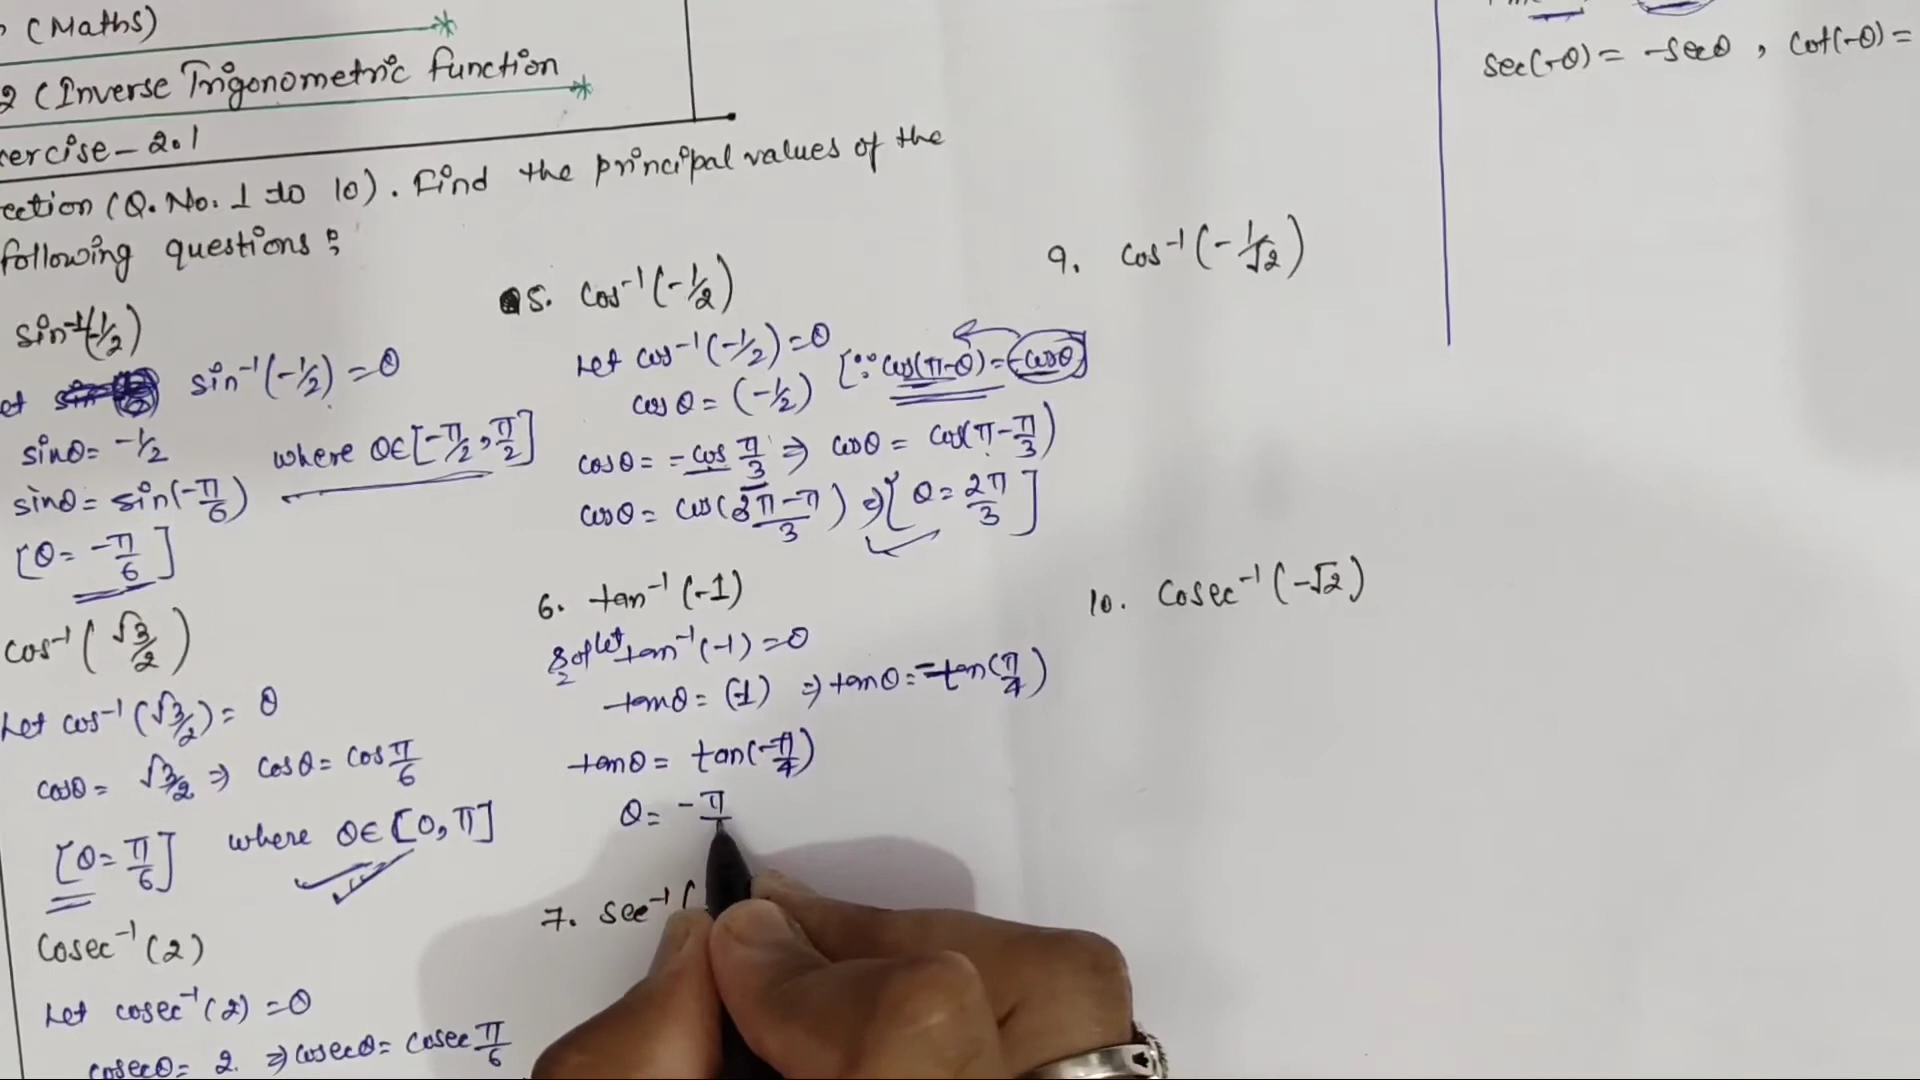 (Maths)
2 (Inverse Trigonometric function
ercise-2.1
ection (Q. No. 1 to 10). Find the principal values of the
following questions :
sin⁻¹(-1/2)
et sin⁻¹(-1/2) = θ
sinθ = -1/2 where θ∈[-π/2, π/2]
sinθ = sin(-π/6)
[θ = -π/6]
cos⁻¹(√3/2)
Let cos⁻¹(√3/2) = θ
cosθ = √3/2 ⇒ cosθ = cos π/6
[θ = π/6] where θ∈[0, π]
Cosec⁻¹(2)
Let cosec⁻¹(2) = θ
cosecθ = 2. ⇒ cosecθ = cosec π/6
5. cos⁻¹(-1/2)
Let cos⁻¹(-1/2) = θ
cosθ = (-1/2) [∵ cos(π-θ) = -cosθ]
cosθ = -cos π/3 ⇒ cosθ = cos(π-π/3)
cosθ = cos(3π-π/3) ⇒ [θ = 2π/3]
6. tan⁻¹(-1)
Sol let tan⁻¹(-1) = θ
tanθ = (-1) ⇒ tanθ = -tan(π/4)
tanθ = tan(-π/4)
θ = -π
7. sec⁻¹(
9. cos⁻¹(-1/√2)
10. Cosec⁻¹(-√2)
sec(-θ) = -secθ , cot(-θ) =